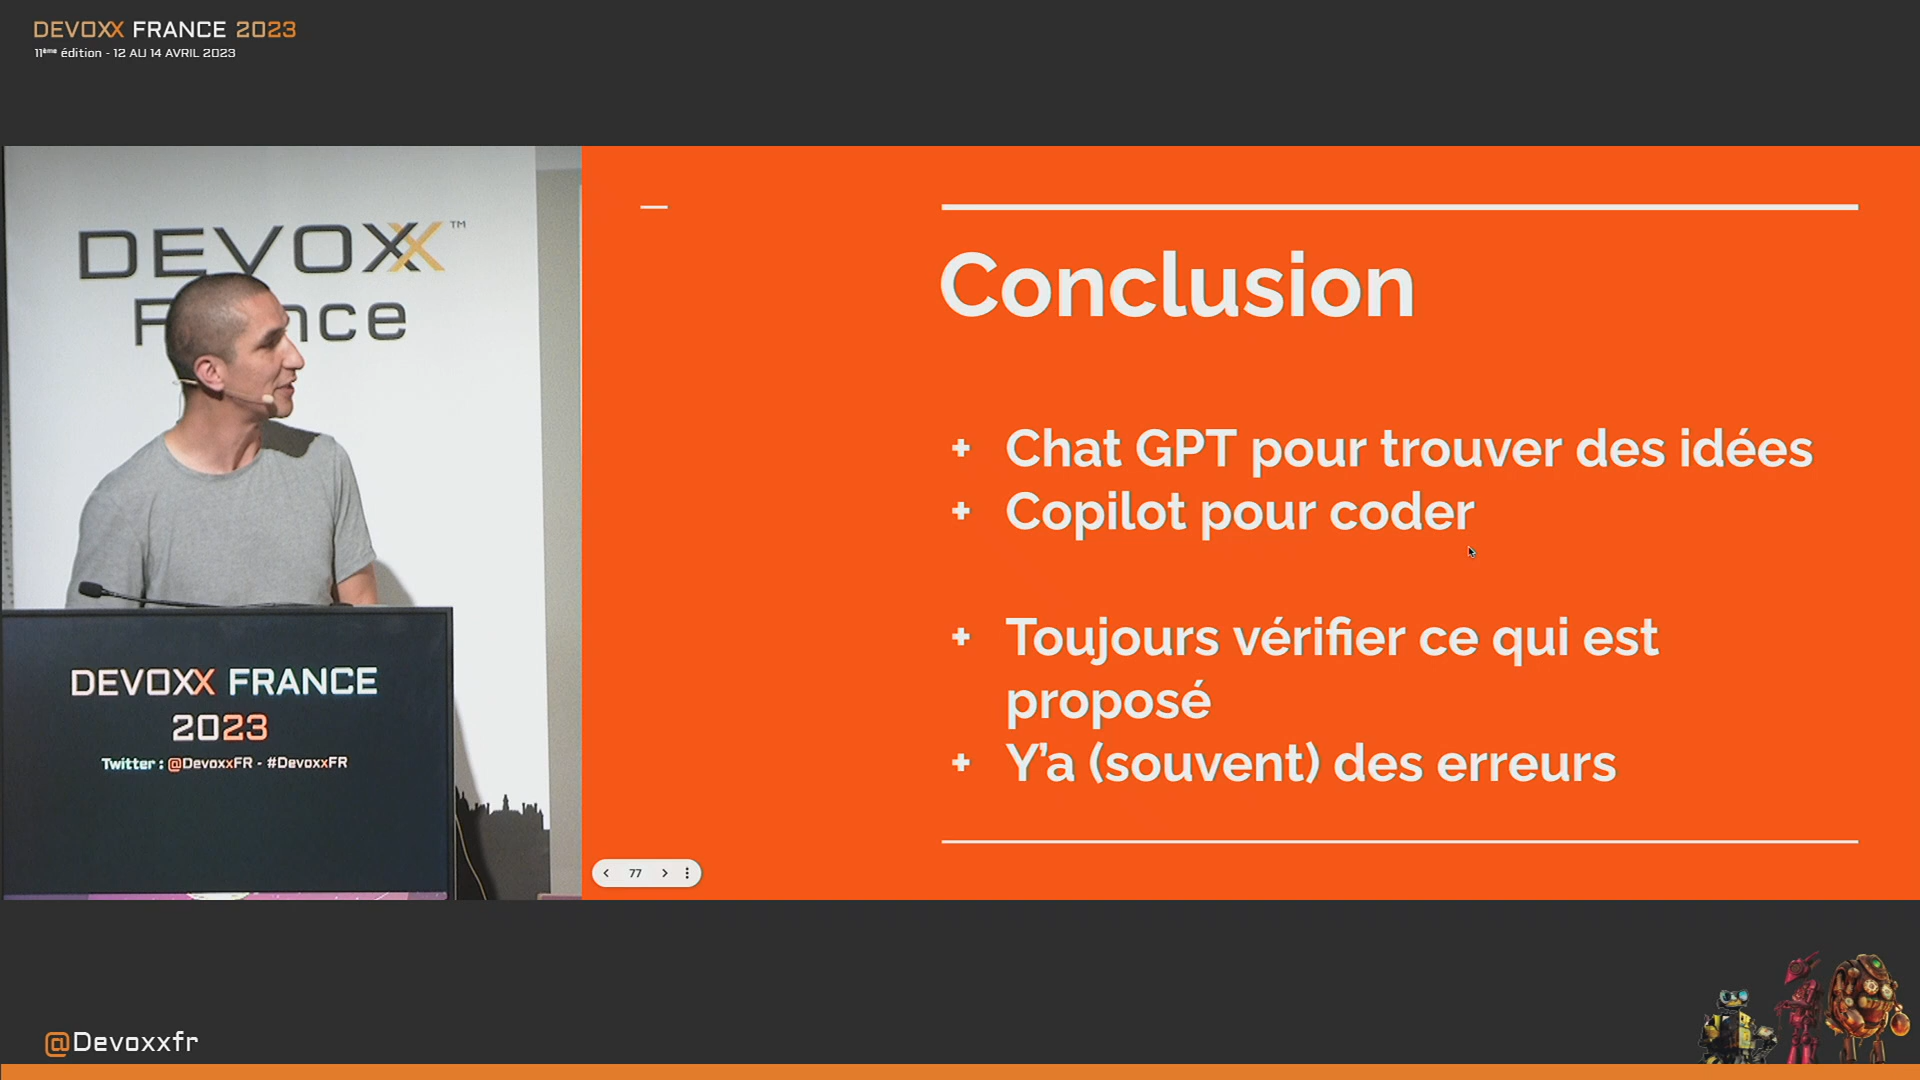 DEVOXX FRANCE 2023
11ème édition - 12 AU 14 AVRIL 2023
DEVOXX™
France
DEVOXX FRANCE
2023
Twitter : @DevoxxFR - #DevoxxFR
Conclusion
+ Chat GPT pour trouver des idées
+ Copilot pour coder
+ Toujours vérifier ce qui est
proposé
+ Y'a (souvent) des erreurs
77
@Devoxxfr